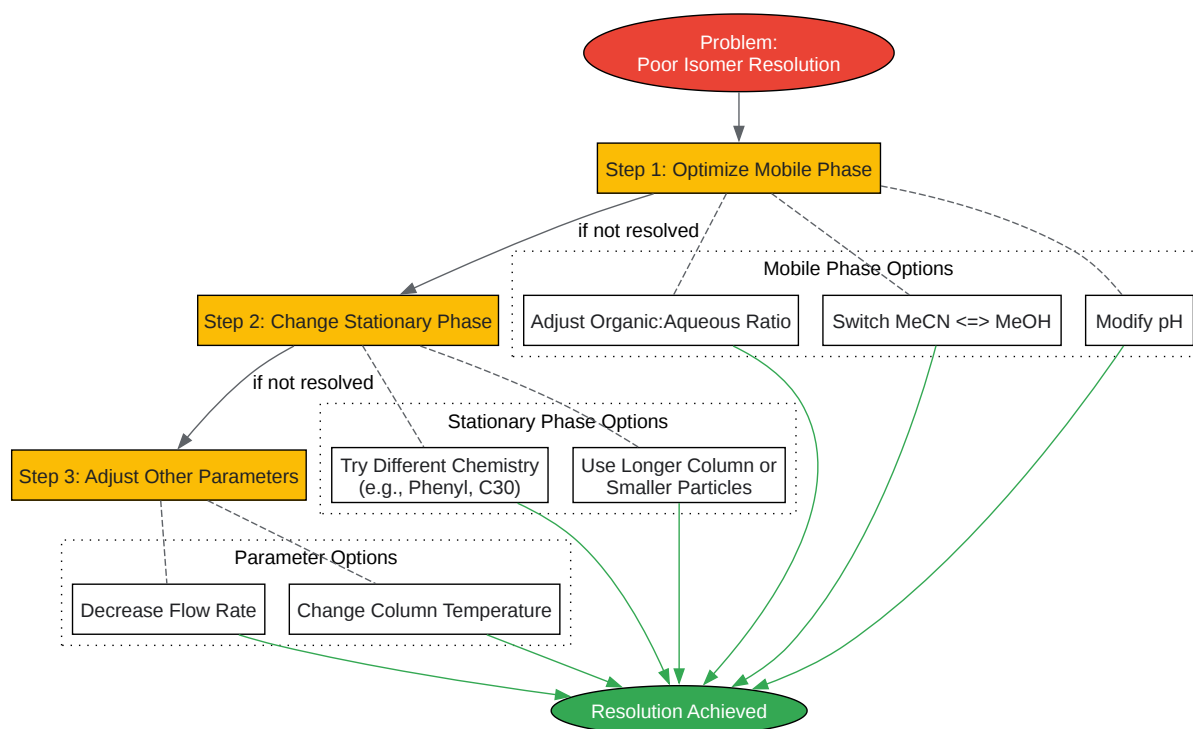 Problem:
Poor Isomer Resolution
Step 1: Optimize Mobile Phase
if not resolved
Mobile Phase Options
Step 2: Change Stationary Phase
Adjust Organic:Aqueous Ratio
Switch MeCN <=> MeOH
Modify pH
if not resolved
Stationary Phase Options
Step 3: Adjust Other Parameters
Try Different Chemistry
(e.g., Phenyl, C30)
Use Longer Column or
Smaller Particles
Parameter Options
Decrease Flow Rate
Change Column Temperature
Resolution Achieved